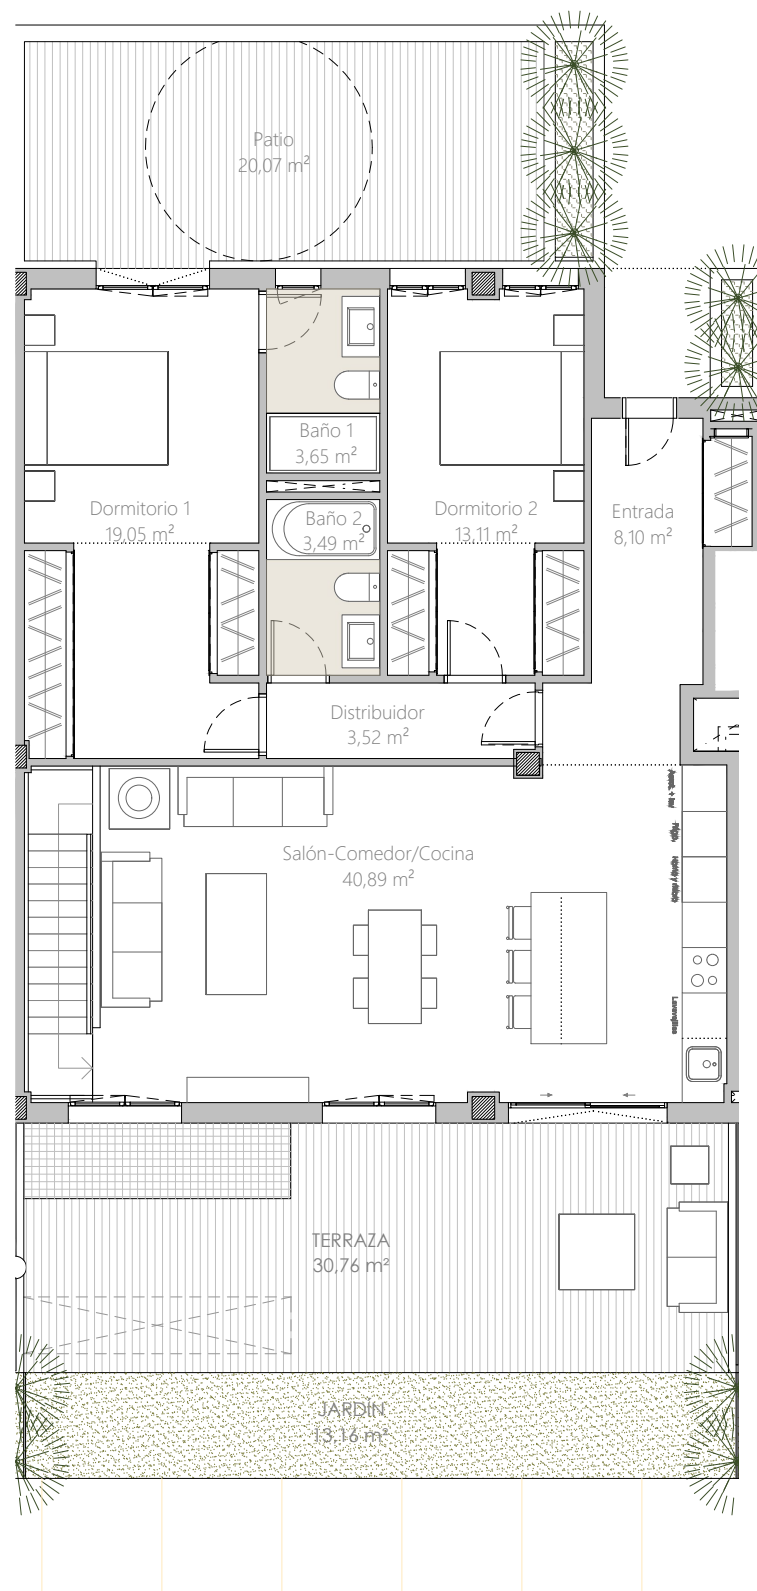 Patio
20,07 m²
Baño 1
3,65 m²
Dormitorio 1
19,05 m²
Baño 2
3,49 m²
Dormitorio 2
13,11 m²
Entrada
8,10 m²
Distribuidor
3,52 m²
Salón-Comedor/Cocina
40,89 m²
Lavavajillas
TERRAZA
30,76 m²
JARDIN
13,16 m²